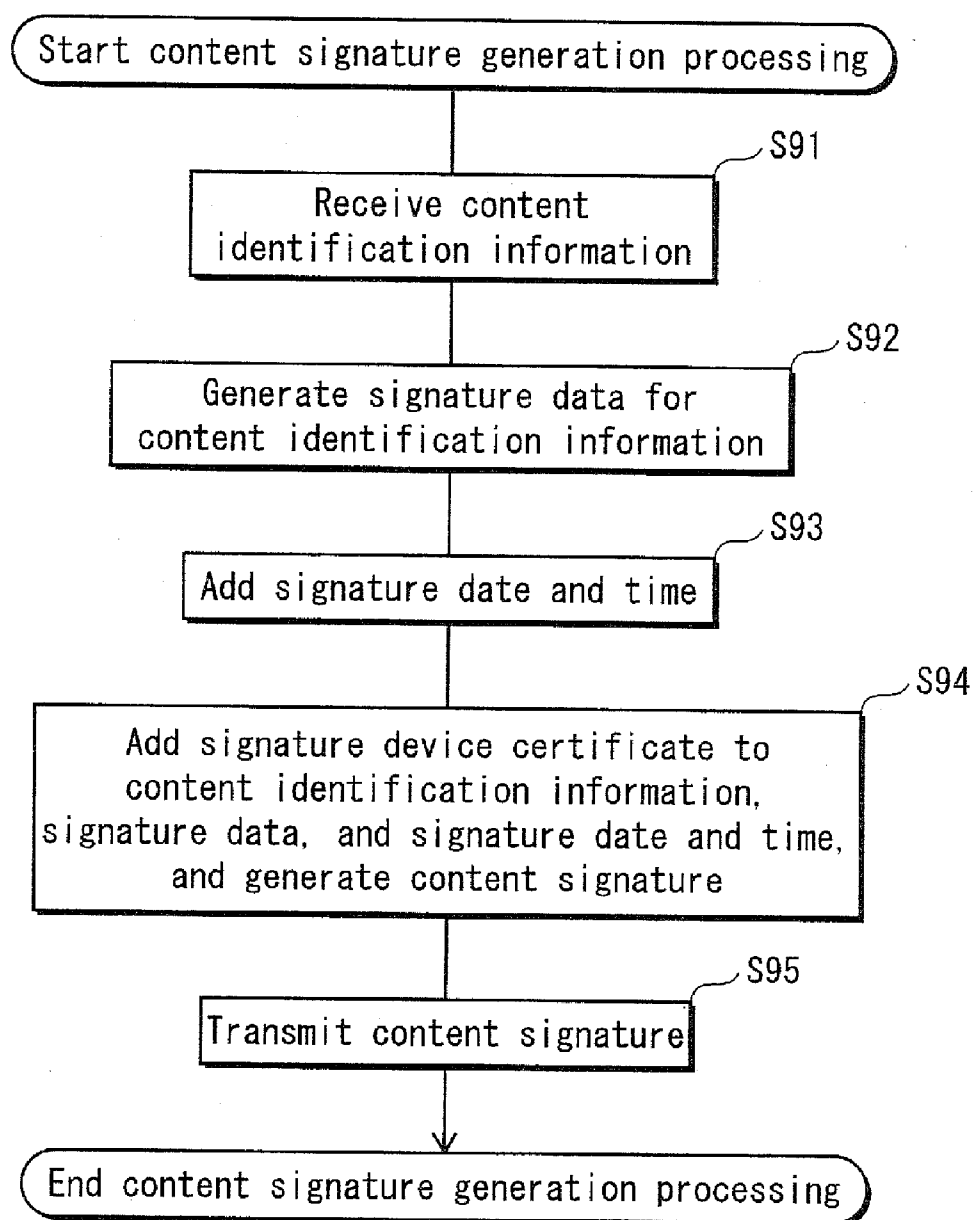 Start content signature generation processing
S91
Receive content
identification information
S92
Generate signature data for
content identification information
S93
Add signature date and time
S94
Add signature device certificate to
content identification information,
signature data, and signature date and time,
and generate content signature
S95
Transmit content signature
End content signature generation processing